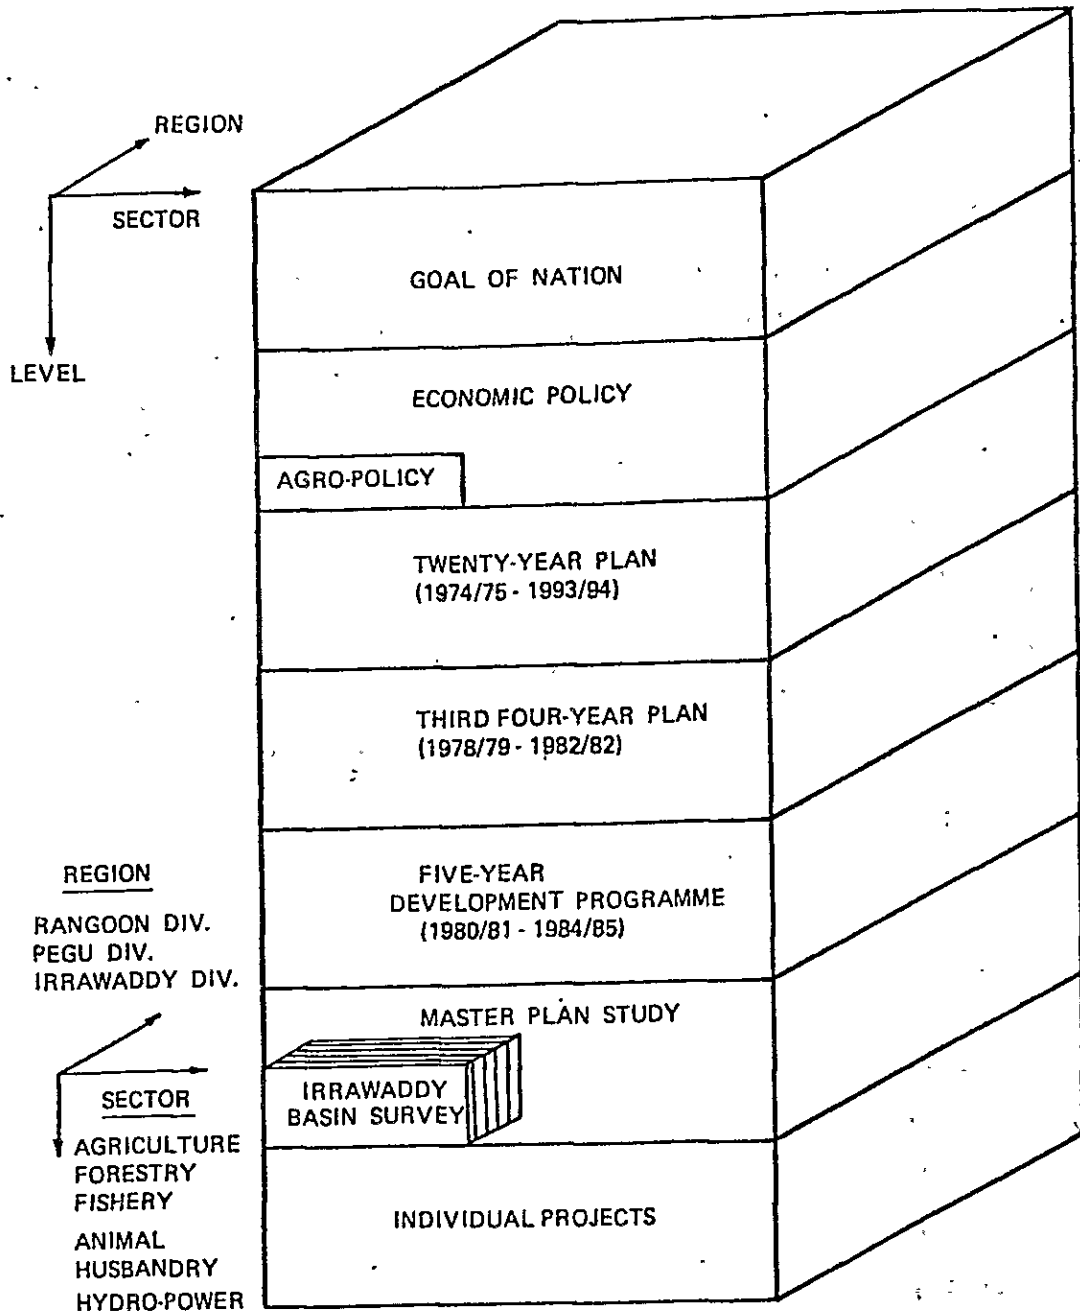 REGION
SECTOR
LEVEL
GOAL OF NATION
ECONOMIC POLICY
AGRO-POLICY
TWENTY-YEAR PLAN
(1974/75 - 1993/94)
THIRD FOUR-YEAR PLAN
(1978/79 - 1982/82)
FIVE-YEAR
DEVELOPMENT PROGRAMME
(1980/81 - 1984/85)
REGION
RANGOON DIV.
PEGU DIV.
IRRAWADDY DIV.
MASTER PLAN STUDY
IRRAWADDY
BASIN SURVEY
SECTOR
AGRICULTURE
FORESTRY
FISHERY
ANIMAL
HUSBANDRY
HYDRO-POWER
INDIVIDUAL PROJECTS